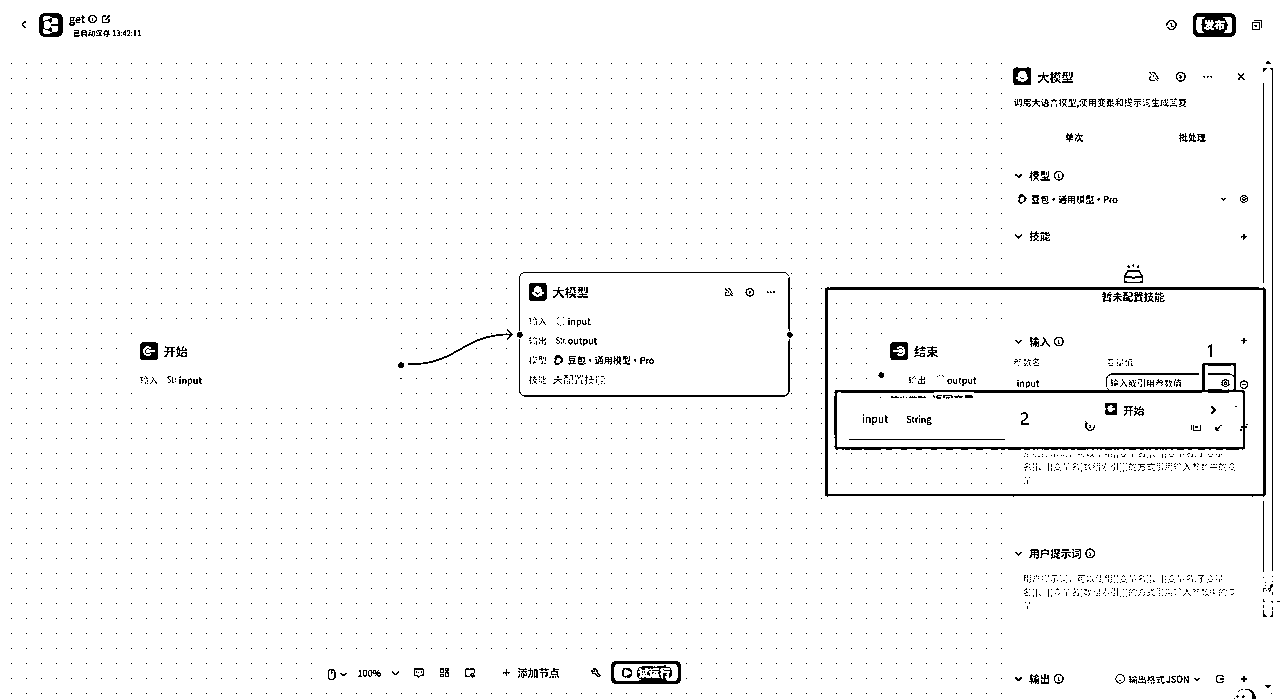 get
已自动保存 13:42:11
发布
大模型
调用大语言模型,使用变量和提示词生成回复
单次
批处理
模型
豆包·通用模型·Pro
技能
暂未配置技能
大模型
输入 input
输出 Str. output
模型 豆包·通用模型·Pro
技能 未配置技能
开始
输入 Str. input
结束
输出 output
输入
参数名
变量值
1
input
输入或引用参数值
input String
2
开始
用户提示词
100%
添加节点
试运行
输出
输出格式 JSON